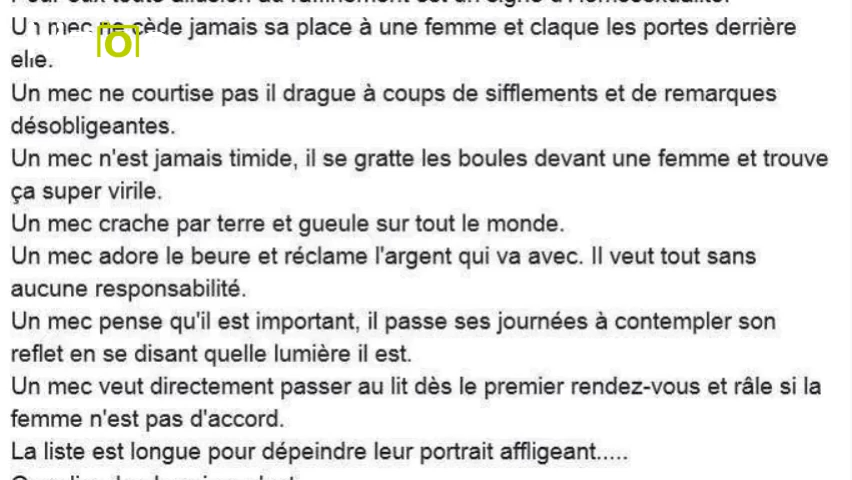 Un mec ne cède jamais sa place à une femme et claque les portes derrière
elle.
Un mec ne courtise pas il drague à coups de sifflements et de remarques
désobligeantes.
Un mec n'est jamais timide, il se gratte les boules devant une femme et trouve
ça super virile.
Un mec crache par terre et gueule sur tout le monde.
Un mec adore le beure et réclame l'argent qui va avec. Il veut tout sans
aucune responsabilité.
Un mec pense qu'il est important, il passe ses journées à contempler son
reflet en se disant quelle lumière il est.
Un mec veut directement passer au lit dès le premier rendez-vous et râle si la
femme n'est pas d'accord.
La liste est longue pour dépeindre leur portrait affligeant.....